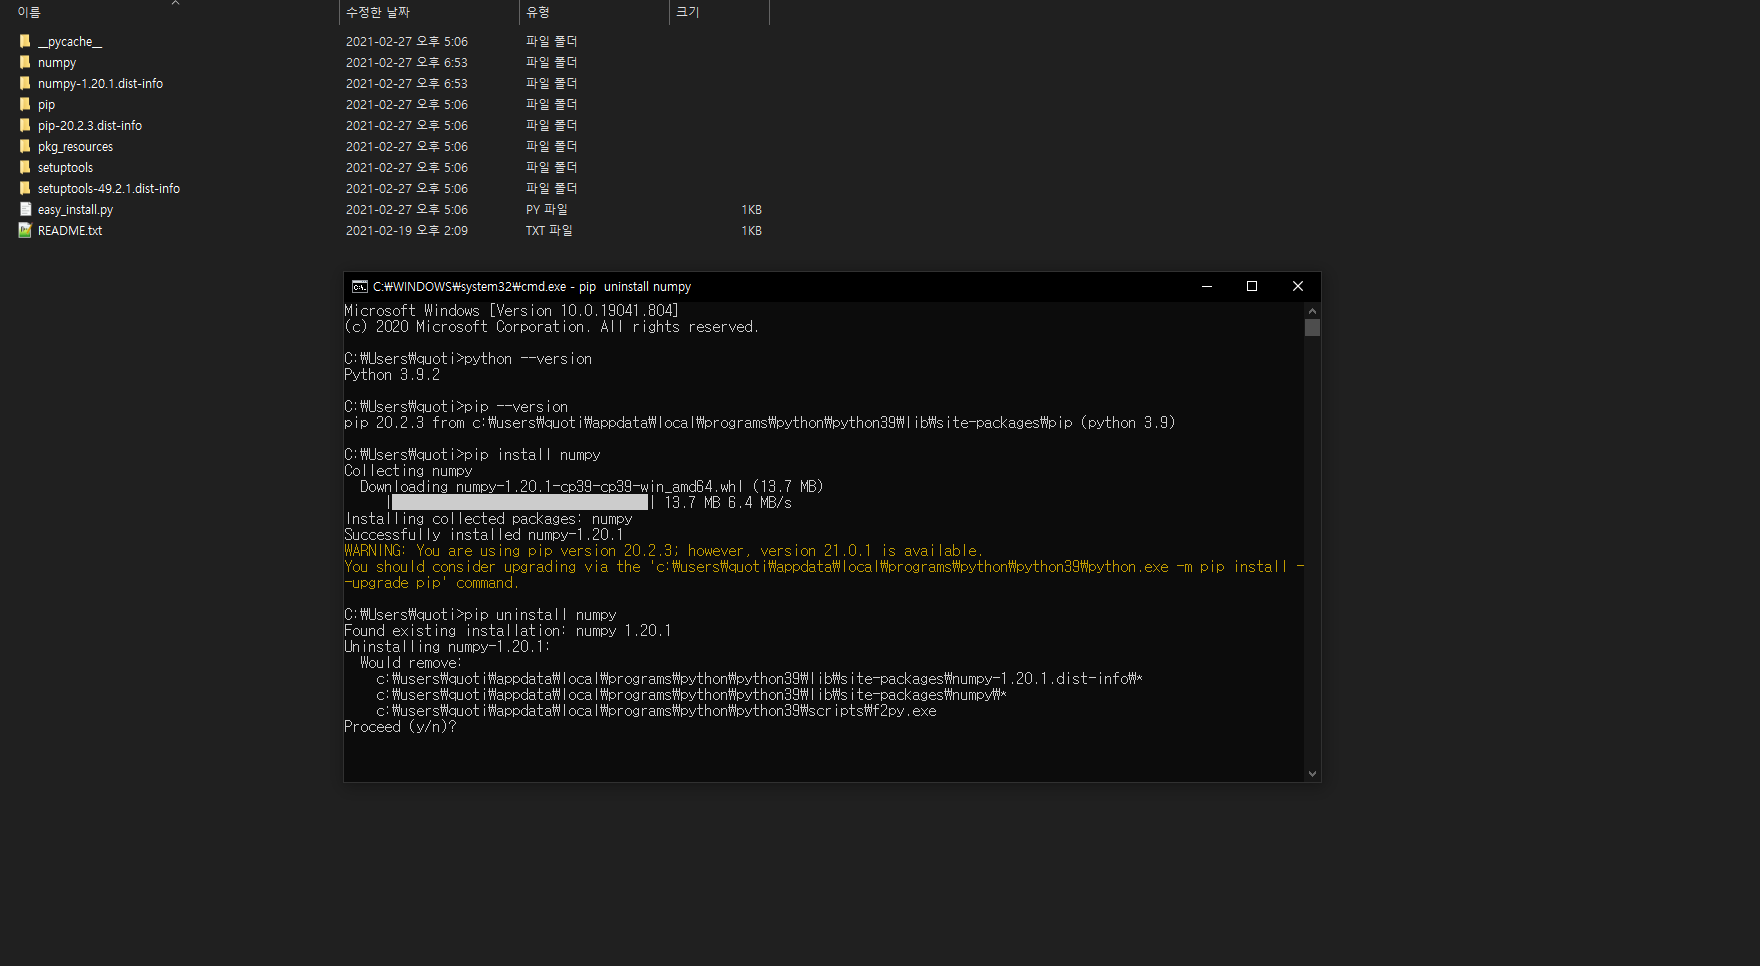 이름 수정한 날짜 유형 크기
__pycache__ 2021-02-27 오후 5:06 파일 폴더
numpy 2021-02-27 오후 6:53 파일 폴더
numpy-1.20.1.dist-info 2021-02-27 오후 6:53 파일 폴더
pip 2021-02-27 오후 5:06 파일 폴더
pip-20.2.3.dist-info 2021-02-27 오후 5:06 파일 폴더
pkg_resources 2021-02-27 오후 5:06 파일 폴더
setuptools 2021-02-27 오후 5:06 파일 폴더
setuptools-49.2.1.dist-info 2021-02-27 오후 5:06 파일 폴더
easy_install.py 2021-02-27 오후 5:06 PY 파일 1KB
README.txt 2021-02-19 오후 2:09 TXT 파일 1KB
C:₩WINDOWS₩system32₩cmd.exe - pip  uninstall numpy
Microsoft Windows [Version 10.0.19041.804]
(c) 2020 Microsoft Corporation. All rights reserved.
C:₩Users₩quoti>python --version
Python 3.9.2
C:₩Users₩quoti>pip --version
pip 20.2.3 from c:₩users₩quoti₩appdata₩local₩programs₩python₩python39₩lib₩site-packages₩pip (python 3.9)
C:₩Users₩quoti>pip install numpy
Collecting numpy
Downloading numpy-1.20.1-cp39-cp39-win_amd64.whl (13.7 MB)
| | 13.7 MB 6.4 MB/s
Installing collected packages: numpy
Successfully installed numpy-1.20.1
WARNING: You are using pip version 20.2.3; however, version 21.0.1 is available.
You should consider upgrading via the 'c:₩users₩quoti₩appdata₩local₩programs₩python₩python39₩python.exe -m pip install -
-upgrade pip' command.
C:₩Users₩quoti>pip uninstall numpy
Found existing installation: numpy 1.20.1
Uninstalling numpy-1.20.1:
Would remove:
c:₩users₩quoti₩appdata₩local₩programs₩python₩python39₩lib₩site-packages₩numpy-1.20.1.dist-info₩*
c:₩users₩quoti₩appdata₩local₩programs₩python₩python39₩lib₩site-packages₩numpy₩*
c:₩users₩quoti₩appdata₩local₩programs₩python₩python39₩scripts₩f2py.exe
Proceed (y/n)?